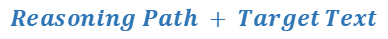 Reasoning Path + Target Text